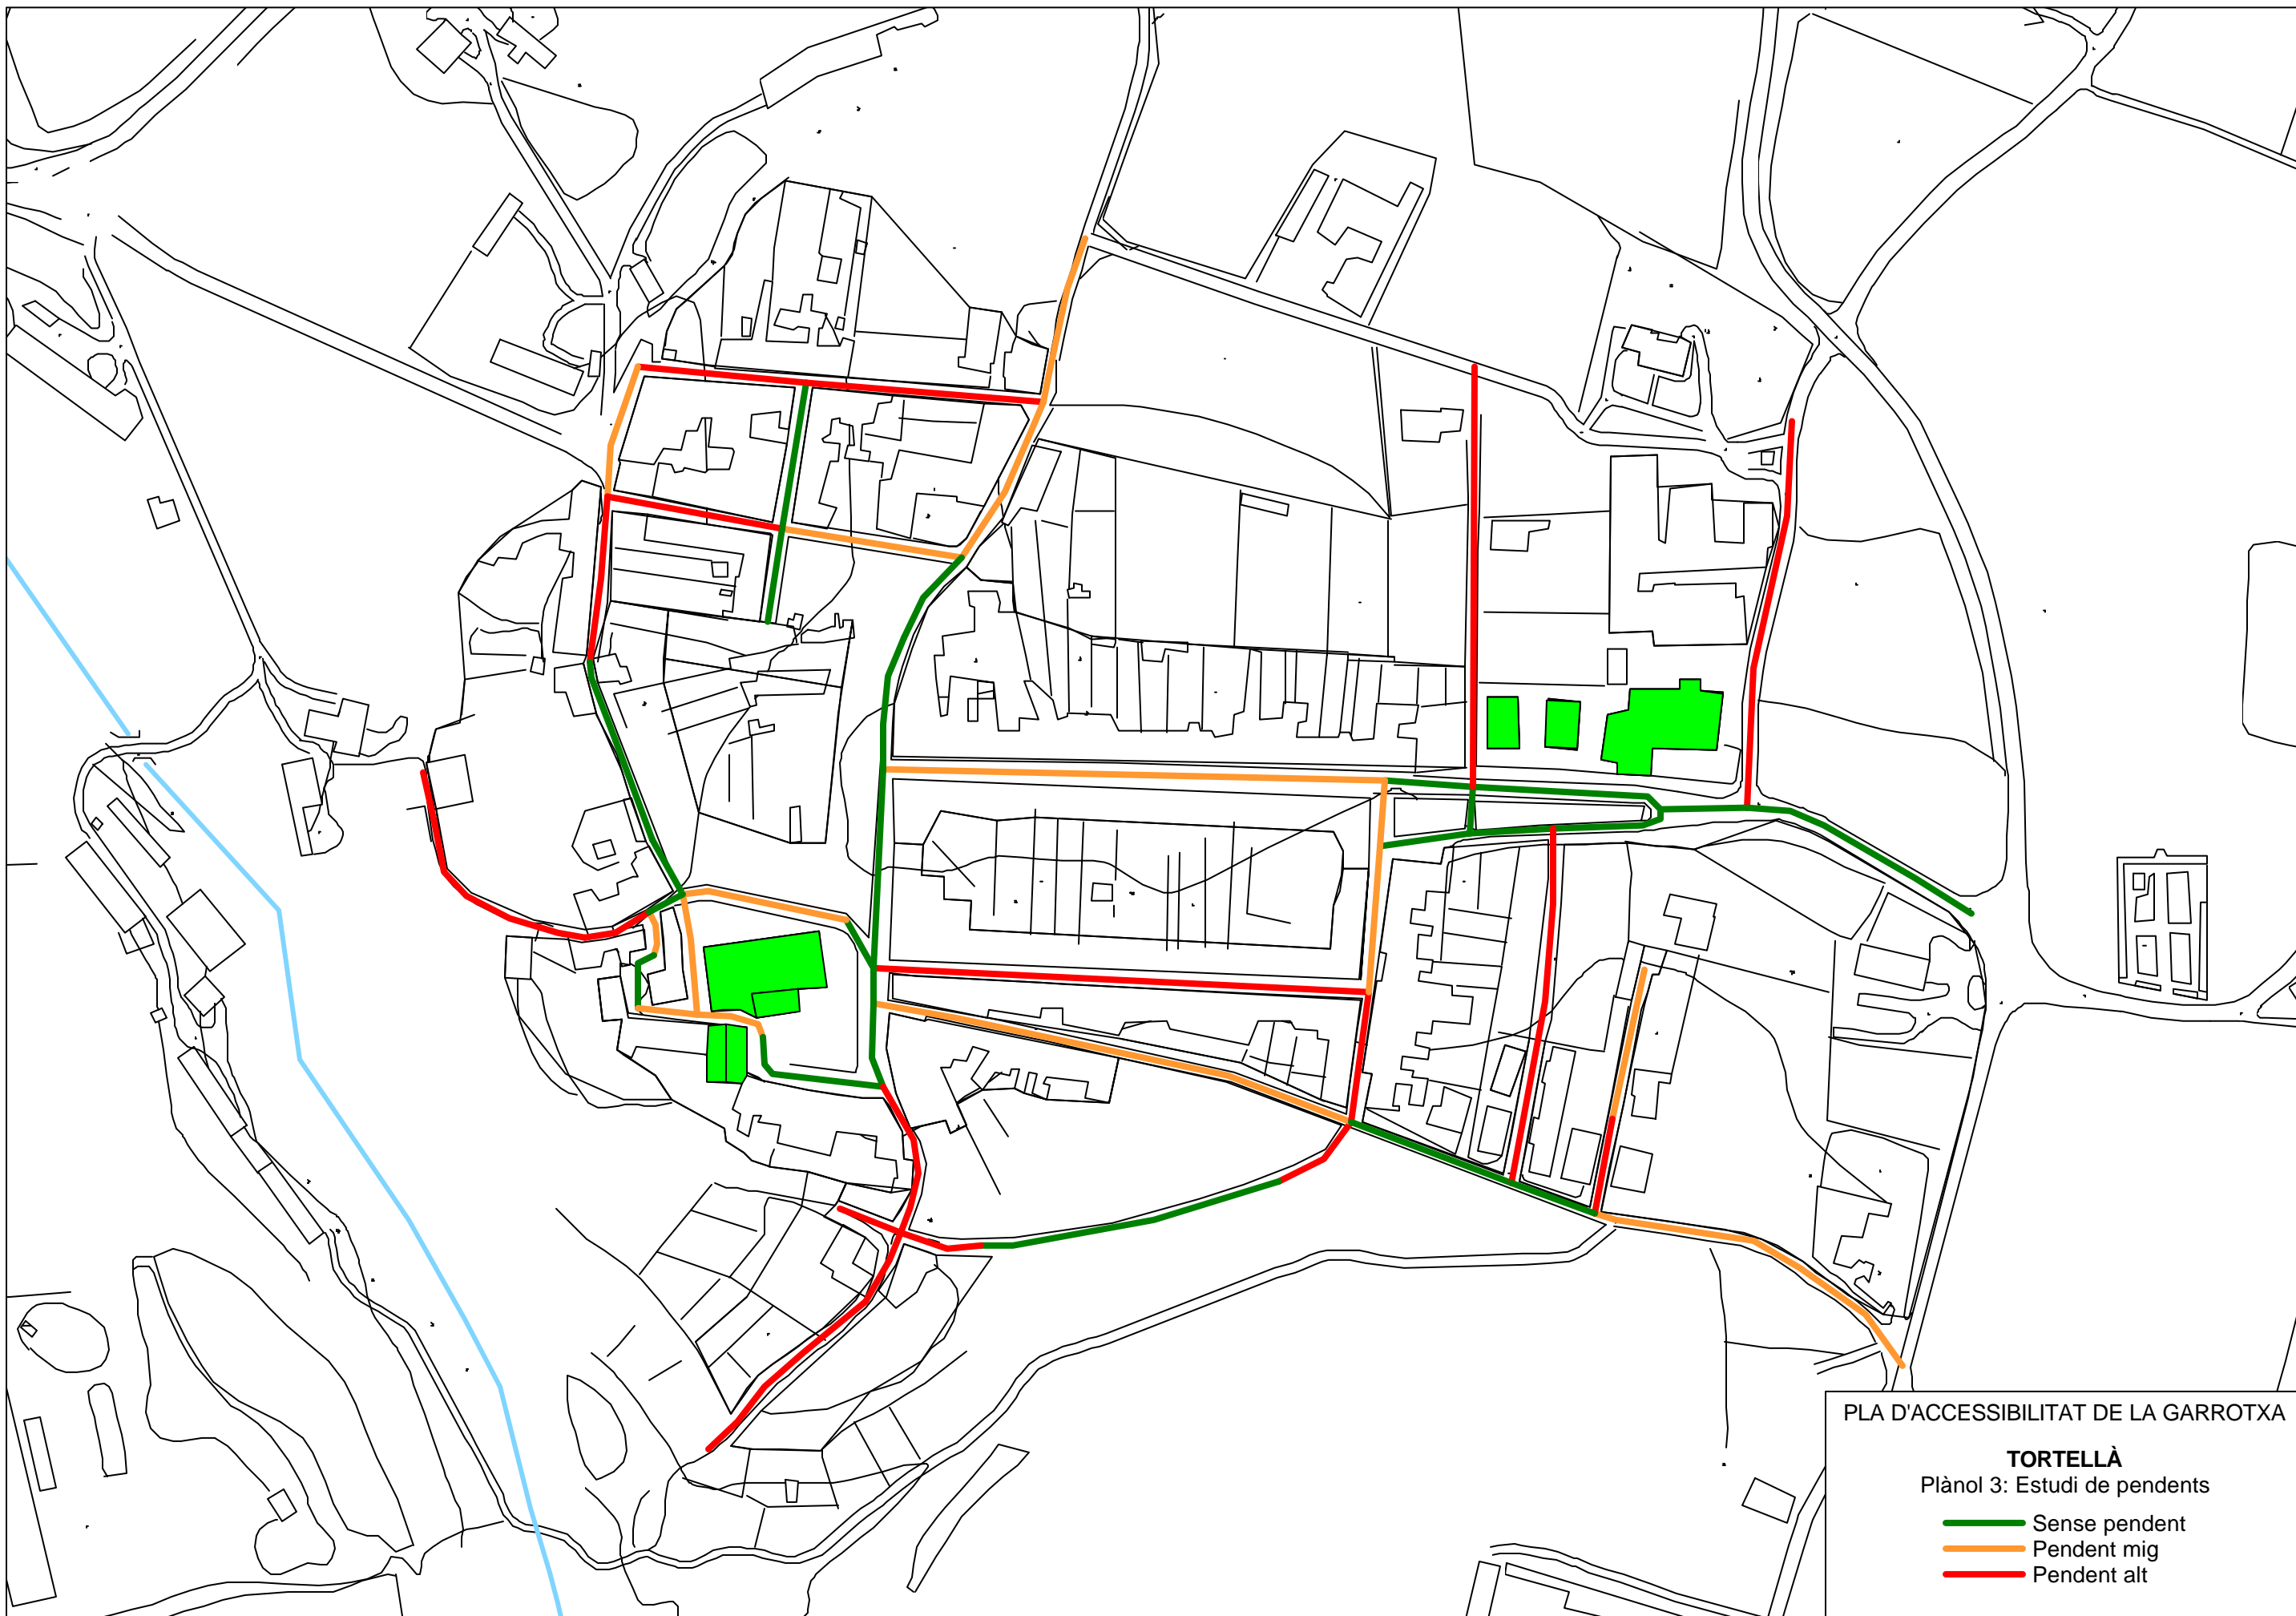 PLA D'ACCESSIBILITAT DE LA GARROTXA
TORTELLÀ
Plànol 3: Estudi de pendents
Sense pendent
Pendent mig
Pendent alt